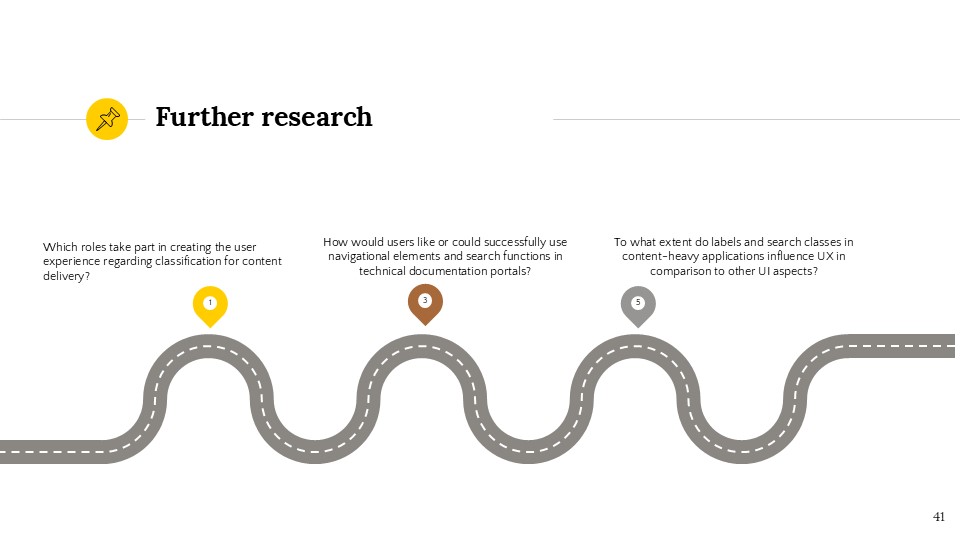 Further research
Which roles take part in creating the user
experience regarding classification for content
delivery?
How would users like or could successfully use
navigational elements and search functions in
technical documentation portals?
To what extent do labels and search classes in
content-heavy applications influence UX in
comparison to other UI aspects?
1
3
5
41